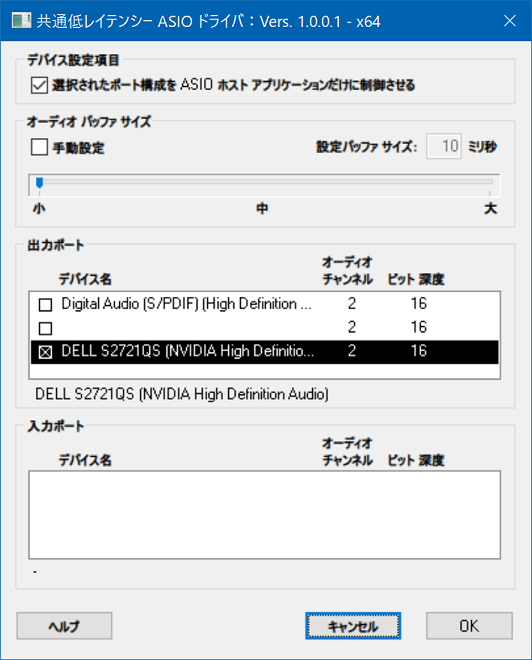 共通低レイテンシー ASIO ドライバ：Vers. 1.0.0.1 - x64
デバイス設定項目
選択されたポート構成を ASIO ホスト アプリケーションだけに制御させる
オーディオ バッファ サイズ
手動設定 設定バッファ サイズ: 10 ミリ秒
小 中 大
出力ポート
オーディオ
デバイス名 チャンネル ビット 深度
Digital Audio (S/PDIF) (High Definition ... 2 16
2 16
DELL S2721QS (NVIDIA High Definitio... 2 16
DELL S2721QS (NVIDIA High Definition Audio)
入力ポート
オーディオ
デバイス名 チャンネル ビット 深度
-
ヘルプ キャンセル OK